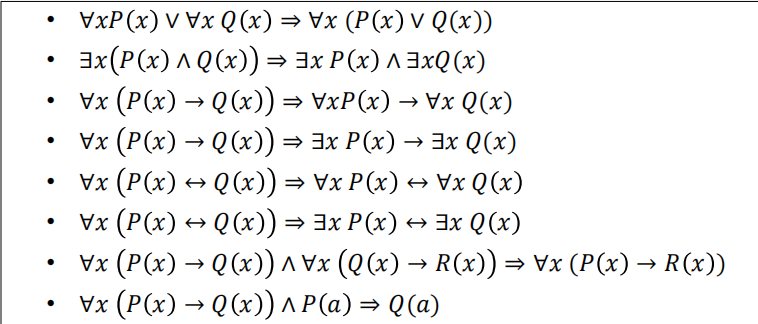 • ∀xP(x) ∨ ∀x Q(x) ⇒ ∀x (P(x) ∨ Q(x))
• ∃x(P(x) ∧ Q(x)) ⇒ ∃x P(x) ∧ ∃xQ(x)
• ∀x (P(x) → Q(x)) ⇒ ∀xP(x) → ∀x Q(x)
• ∀x (P(x) → Q(x)) ⇒ ∃x P(x) → ∃x Q(x)
• ∀x (P(x) ↔ Q(x)) ⇒ ∀x P(x) ↔ ∀x Q(x)
• ∀x (P(x) ↔ Q(x)) ⇒ ∃x P(x) ↔ ∃x Q(x)
• ∀x (P(x) → Q(x)) ∧ ∀x (Q(x) → R(x)) ⇒ ∀x (P(x) → R(x))
• ∀x (P(x) → Q(x)) ∧ P(a) ⇒ Q(a)